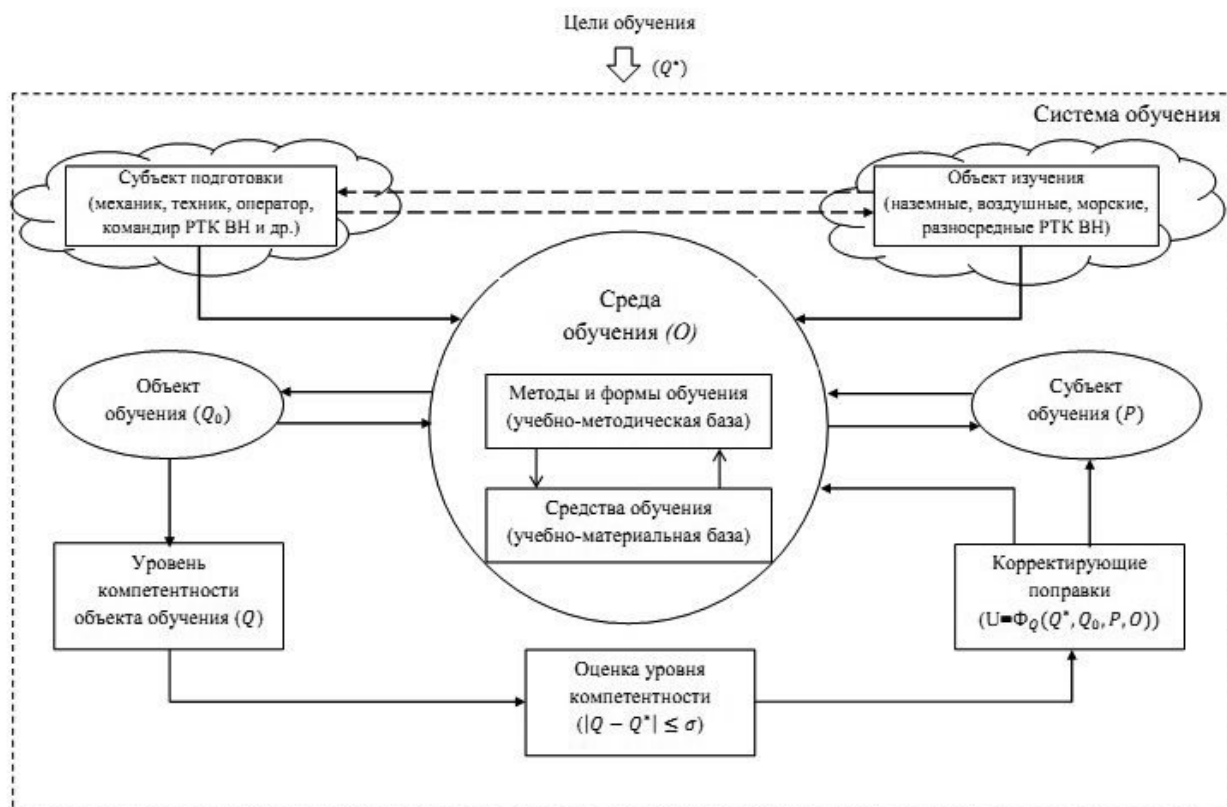 Цели обучения
(Q*)
Система обучения
Субъект подготовки
(механик, техник, оператор,
командир РТК ВН и др.)
Объект изучения
(наземные, воздушные, морские,
разносредные РТК ВН)
Среда
обучения (O)
Методы и формы обучения
(учебно-методическая база)
Средства обучения
(учебно-материальная база)
Объект
обучения (Q₀)
Субъект
обучения (P)
Уровень
компетентности
объекта обучения (Q)
Корректирующие
поправки
(U=Φ_Q(Q*, Q₀, P, O))
Оценка уровня
компетентности
(|Q − Q*| ≤ σ)